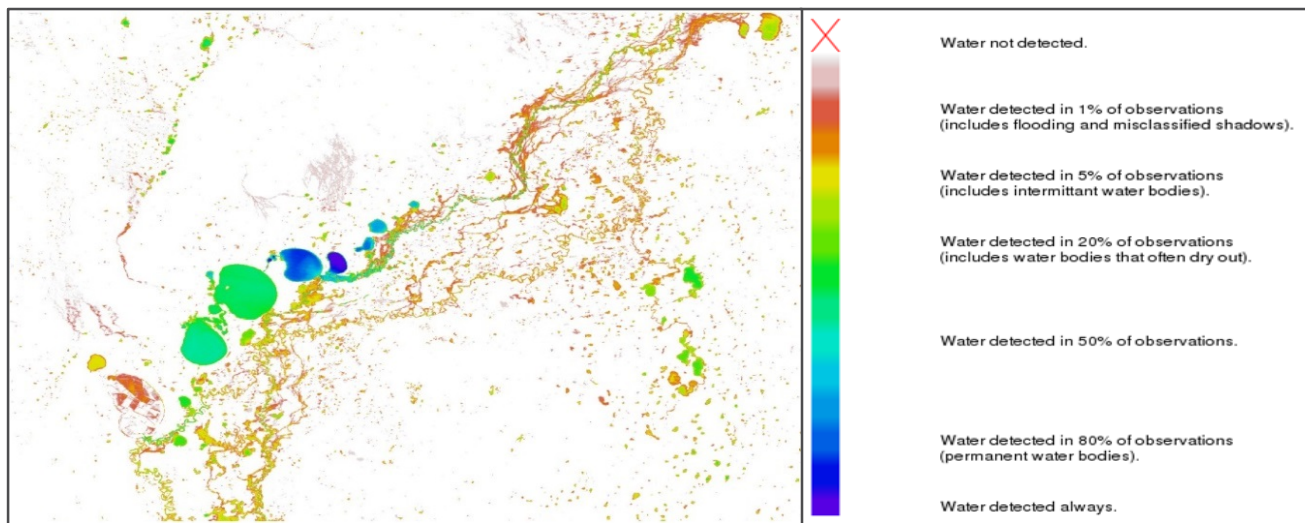 Water not detected.
Water detected in 1% of observations
(includes flooding and misclassified shadows).
Water detected in 5% of observations
(includes intermittant water bodies).
Water detected in 20% of observations
(includes water bodies that often dry out).
Water detected in 50% of observations.
Water detected in 80% of observations
(permanent water bodies).
Water detected always.